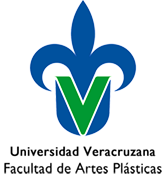 Universidad Veracruzana
Facultad de Artes Plásticas